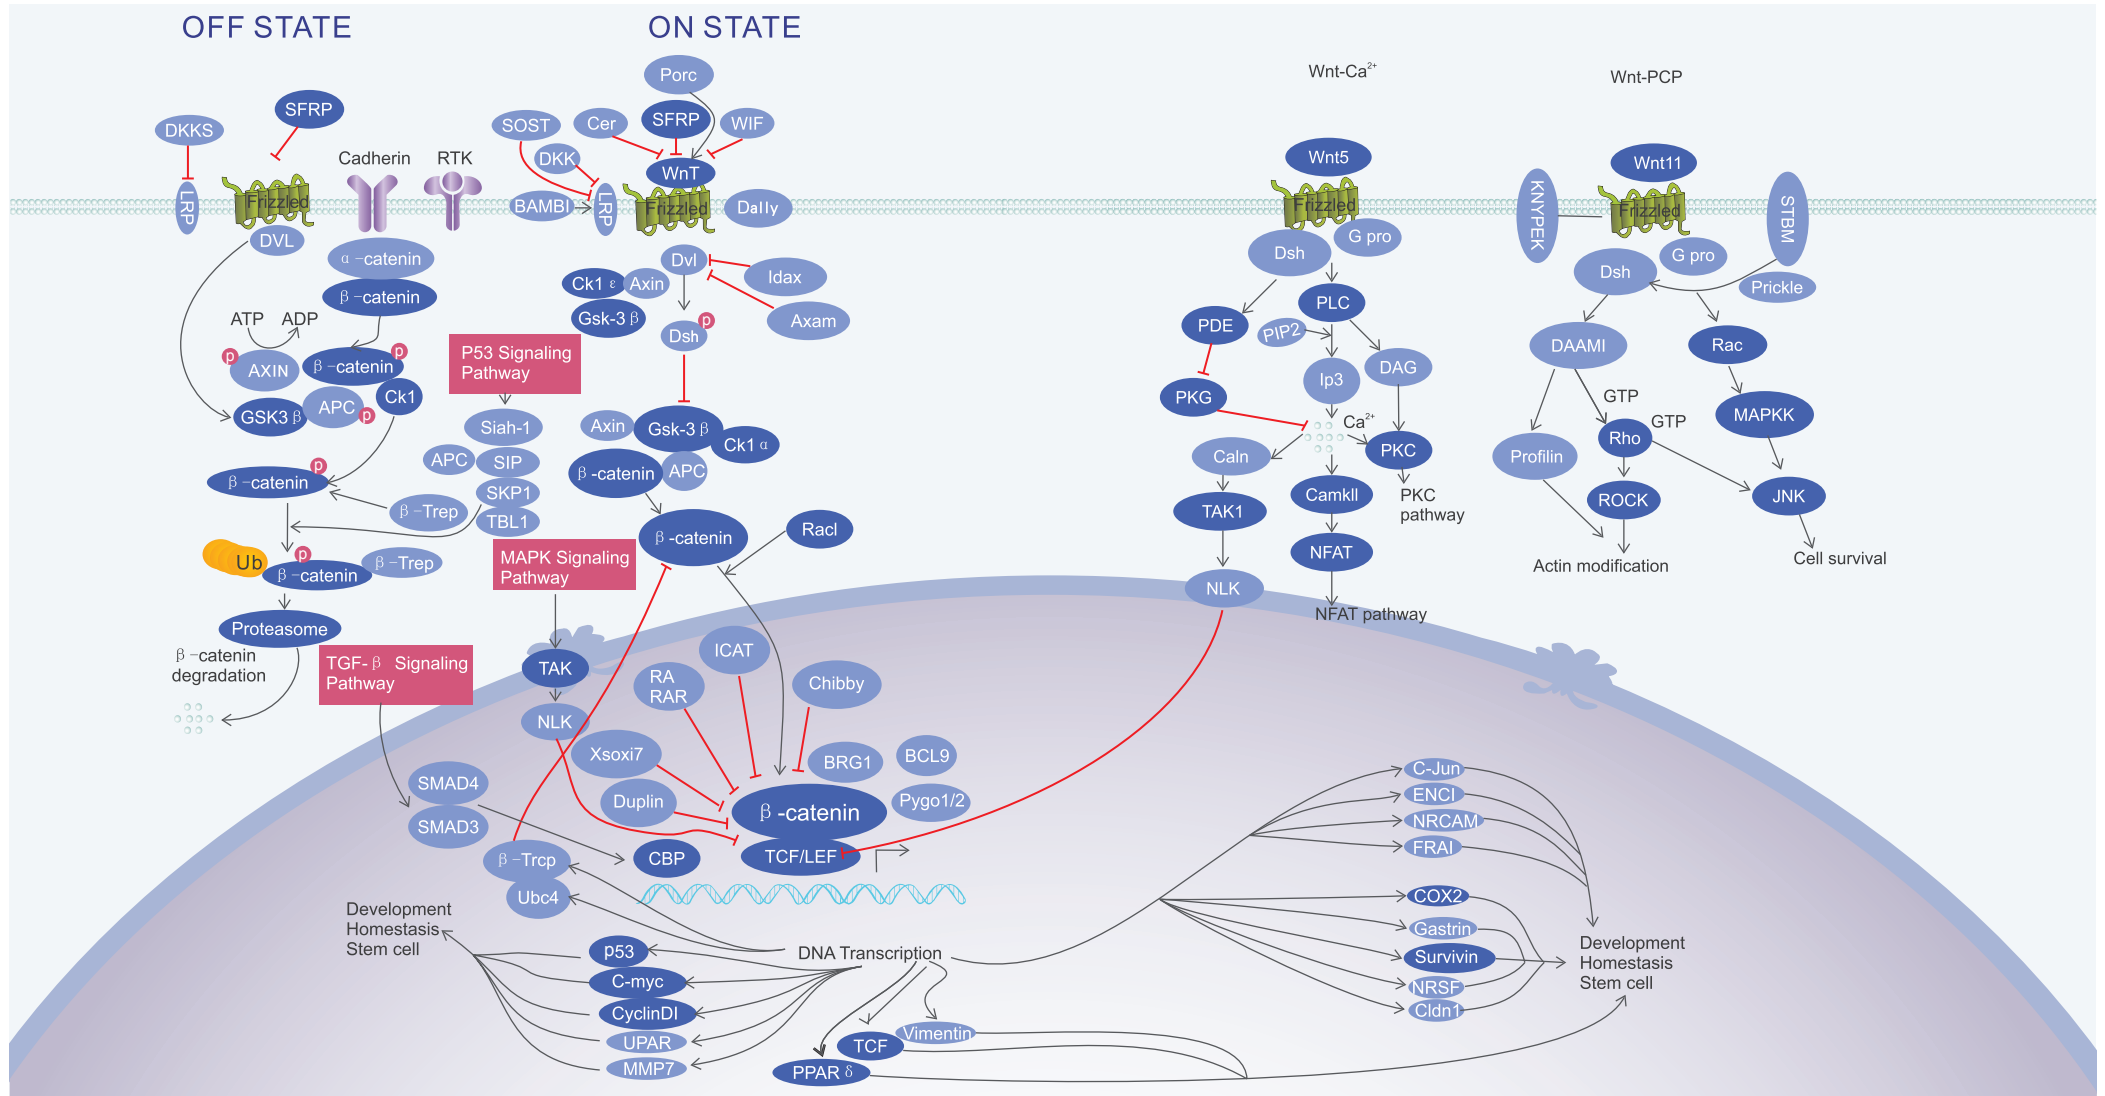 OFF STATE
ON STATE
Wnt-Ca²⁺
Wnt-PCP
DKKS
SFRP
Cadherin
RTK
LRP
Frizzled
DVL
α-catenin
β-catenin
ATP
ADP
p
AXIN
β-catenin
p
Ck1
GSK3 β
APC
p
β-catenin
p
β-Trep
Ub
p
β-catenin
β-Trep
Proteasome
β-catenin
degradation
P53 Signaling
Pathway
Siah-1
APC
SIP
SKP1
TBL1
MAPK Signaling
Pathway
TGF-β Signaling
Pathway
Porc
SOST
Cer
SFRP
WIF
DKK
WnT
BAMBI
LRP
Frizzled
Dally
Dvl
Ck1 ε
Axin
Idax
Gsk-3 β
Axam
Dsh
p
Axin
Gsk-3 β
Ck1 α
β-catenin
APC
β-catenin
Racl
TAK
NLK
ICAT
RA
RAR
Chibby
Xsoxi7
BRG1
BCL9
Duplin
β-catenin
Pygo1/2
TCF/LEF
SMAD4
SMAD3
CBP
β-Trcp
Ubc4
Development
Homestasis
Stem cell
DNA Transcription
p53
C-myc
CyclinDI
UPAR
MMP7
Vimentin
TCF
PPAR δ
Wnt5
Frizzled
Dsh
G pro
PDE
PLC
PIP2
PKG
Ip3
DAG
Ca²⁺
Caln
PKC
TAK1
Camkll
PKC
pathway
NFAT
NLK
NFAT pathway
KNYPEK
Wnt11
Frizzled
STBM
Dsh
G pro
Prickle
DAAMI
Rac
GTP
GTP
MAPKK
Profilin
Rho
ROCK
JNK
Actin modification
Cell survival
C-Jun
ENCI
NRCAM
FRAI
COX2
Gastrin
Survivin
NRSF
Cldn1
Development
Homestasis
Stem cell